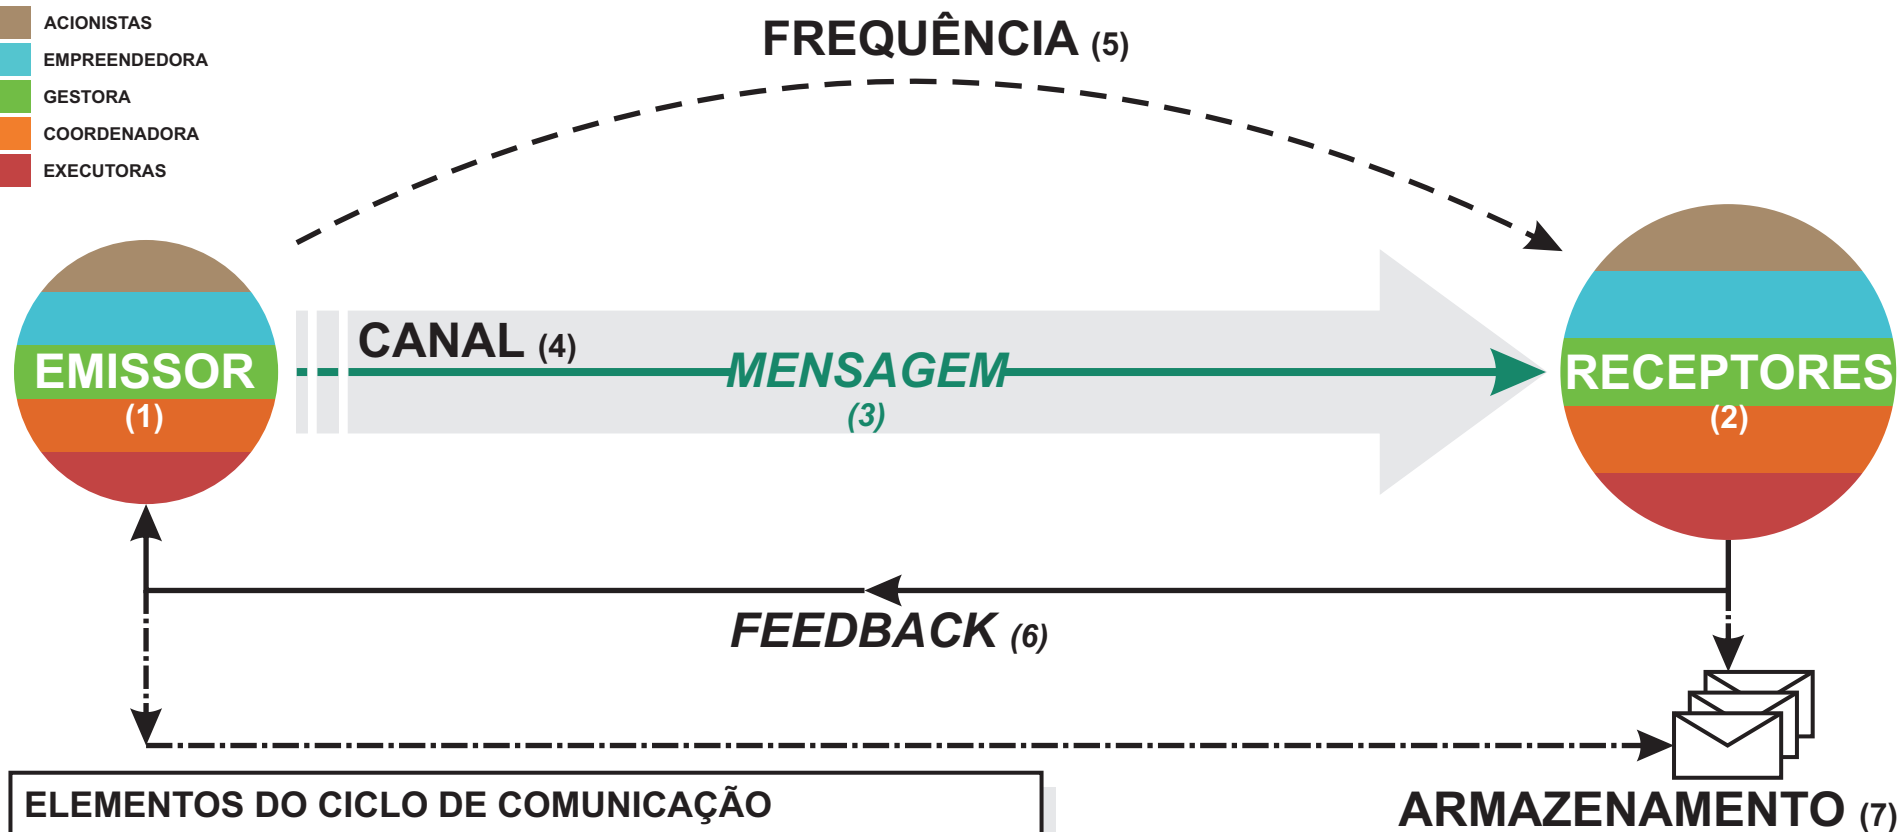 ACIONISTAS
EMPREENDEDORA
GESTORA
COORDENADORA
EXECUTORAS
FREQUÊNCIA (5)
EMISSOR
(1)
CANAL (4)
MENSAGEM
(3)
RECEPTORES
(2)
FEEDBACK (6)
ELEMENTOS DO CICLO DE COMUNICAÇÃO
ARMAZENAMENTO (7)